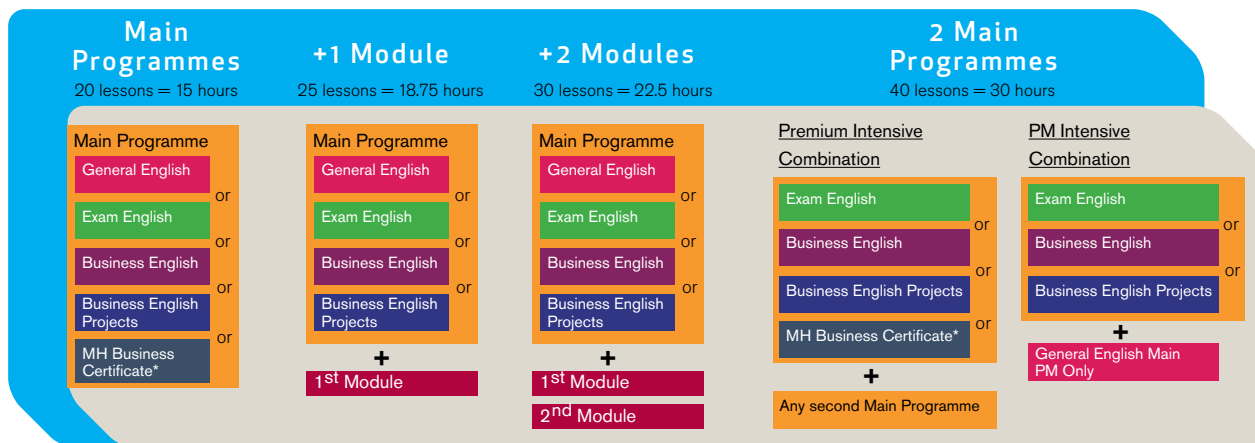 Main
Programmes
20 lessons = 15 hours
+1 Module
25 lessons = 18.75 hours
+2 Modules
30 lessons = 22.5 hours
2 Main
Programmes
40 lessons = 30 hours
Main Programme
General English
or
Exam English
or
Business English
or
Business English
Projects
or
MH Business
Certificate*
Main Programme
General English
or
Exam English
or
Business English
or
Business English
Projects
+
1st Module
Main Programme
General English
or
Exam English
or
Business English
or
Business English
Projects
+
1st Module
2nd Module
Premium Intensive
Combination
Exam English
or
Business English
or
Business English Projects
or
MH Business Certificate*
+
Any second Main Programme
PM Intensive
Combination
Exam English
or
Business English
or
Business English Projects
+
General English Main
PM Only